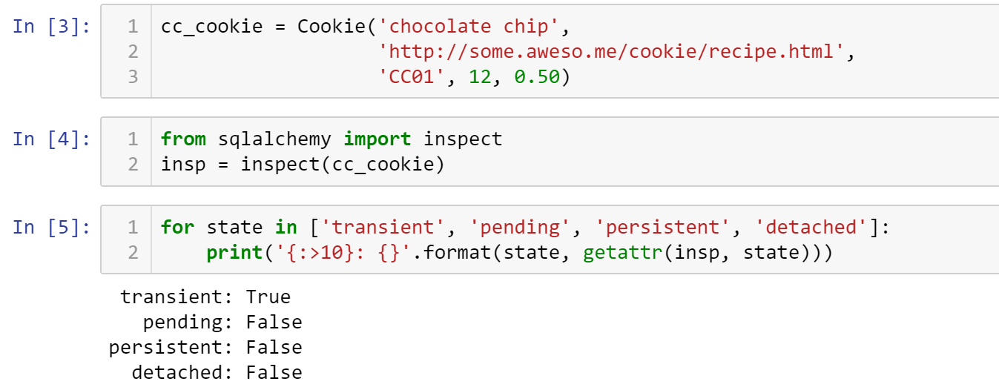 In [3]: 1 cc_cookie = Cookie('chocolate chip',
2 'http://some.aweso.me/cookie/recipe.html',
3 'CC01', 12, 0.50)
In [4]: 1 from sqlalchemy import inspect
2 insp = inspect(cc_cookie)
In [5]: 1 for state in ['transient', 'pending', 'persistent', 'detached']:
2 print('{:>10}: {}'.format(state, getattr(insp, state)))
transient: True
pending: False
persistent: False
detached: False